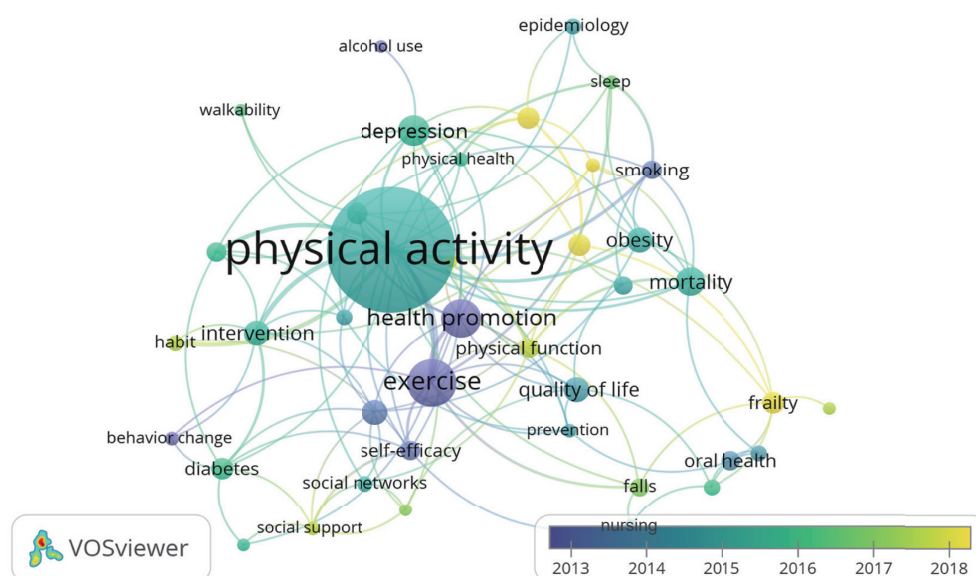 epidemiology
alcohol use
sleep
walkability
depression
physical health
smoking
physical activity
obesity
mortality
health promotion
intervention
habit
physical function
exercise
quality of life
frailty
prevention
behavior change
self-efficacy
oral health
diabetes
social networks
falls
social support
nursing
VOSviewer
2013 2014 2015 2016 2017 2018